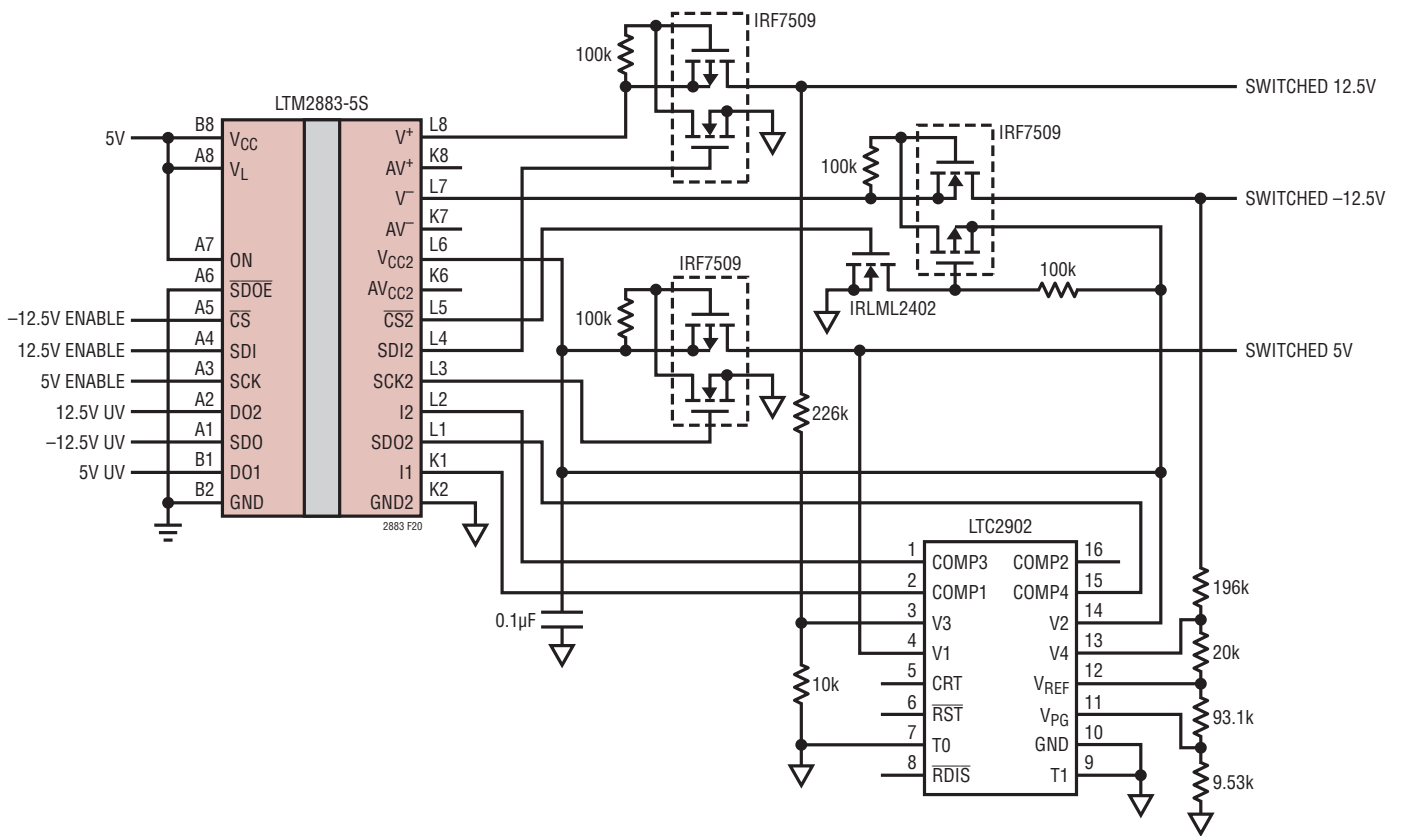 IRF7509
100k
SWITCHED 12.5V
LTM2883-5S
5V
B8
VCC
L8
V+
A8
VL
K8
AV+
L7
V–
K7
AV–
A7
ON
L6
VCC2
A6
SDOE
K6
AVCC2
–12.5V ENABLE
A5
CS
L5
CS2
12.5V ENABLE
A4
SDI
L4
SDI2
5V ENABLE
A3
SCK
L3
SCK2
12.5V UV
A2
DO2
L2
I2
–12.5V UV
A1
SDO
L1
SDO2
5V UV
B1
DO1
K1
I1
B2
GND
K2
GND2
2883 F20
IRF7509
100k
SWITCHED –12.5V
100k
IRLML2402
IRF7509
100k
SWITCHED 5V
226k
0.1µF
10k
LTC2902
1
COMP3
COMP2
16
2
COMP1
COMP4
15
3
V3
V2
14
4
V1
V4
13
5
CRT
VREF
12
6
RST
VPG
11
7
T0
GND
10
8
RDIS
T1
9
196k
20k
93.1k
9.53k